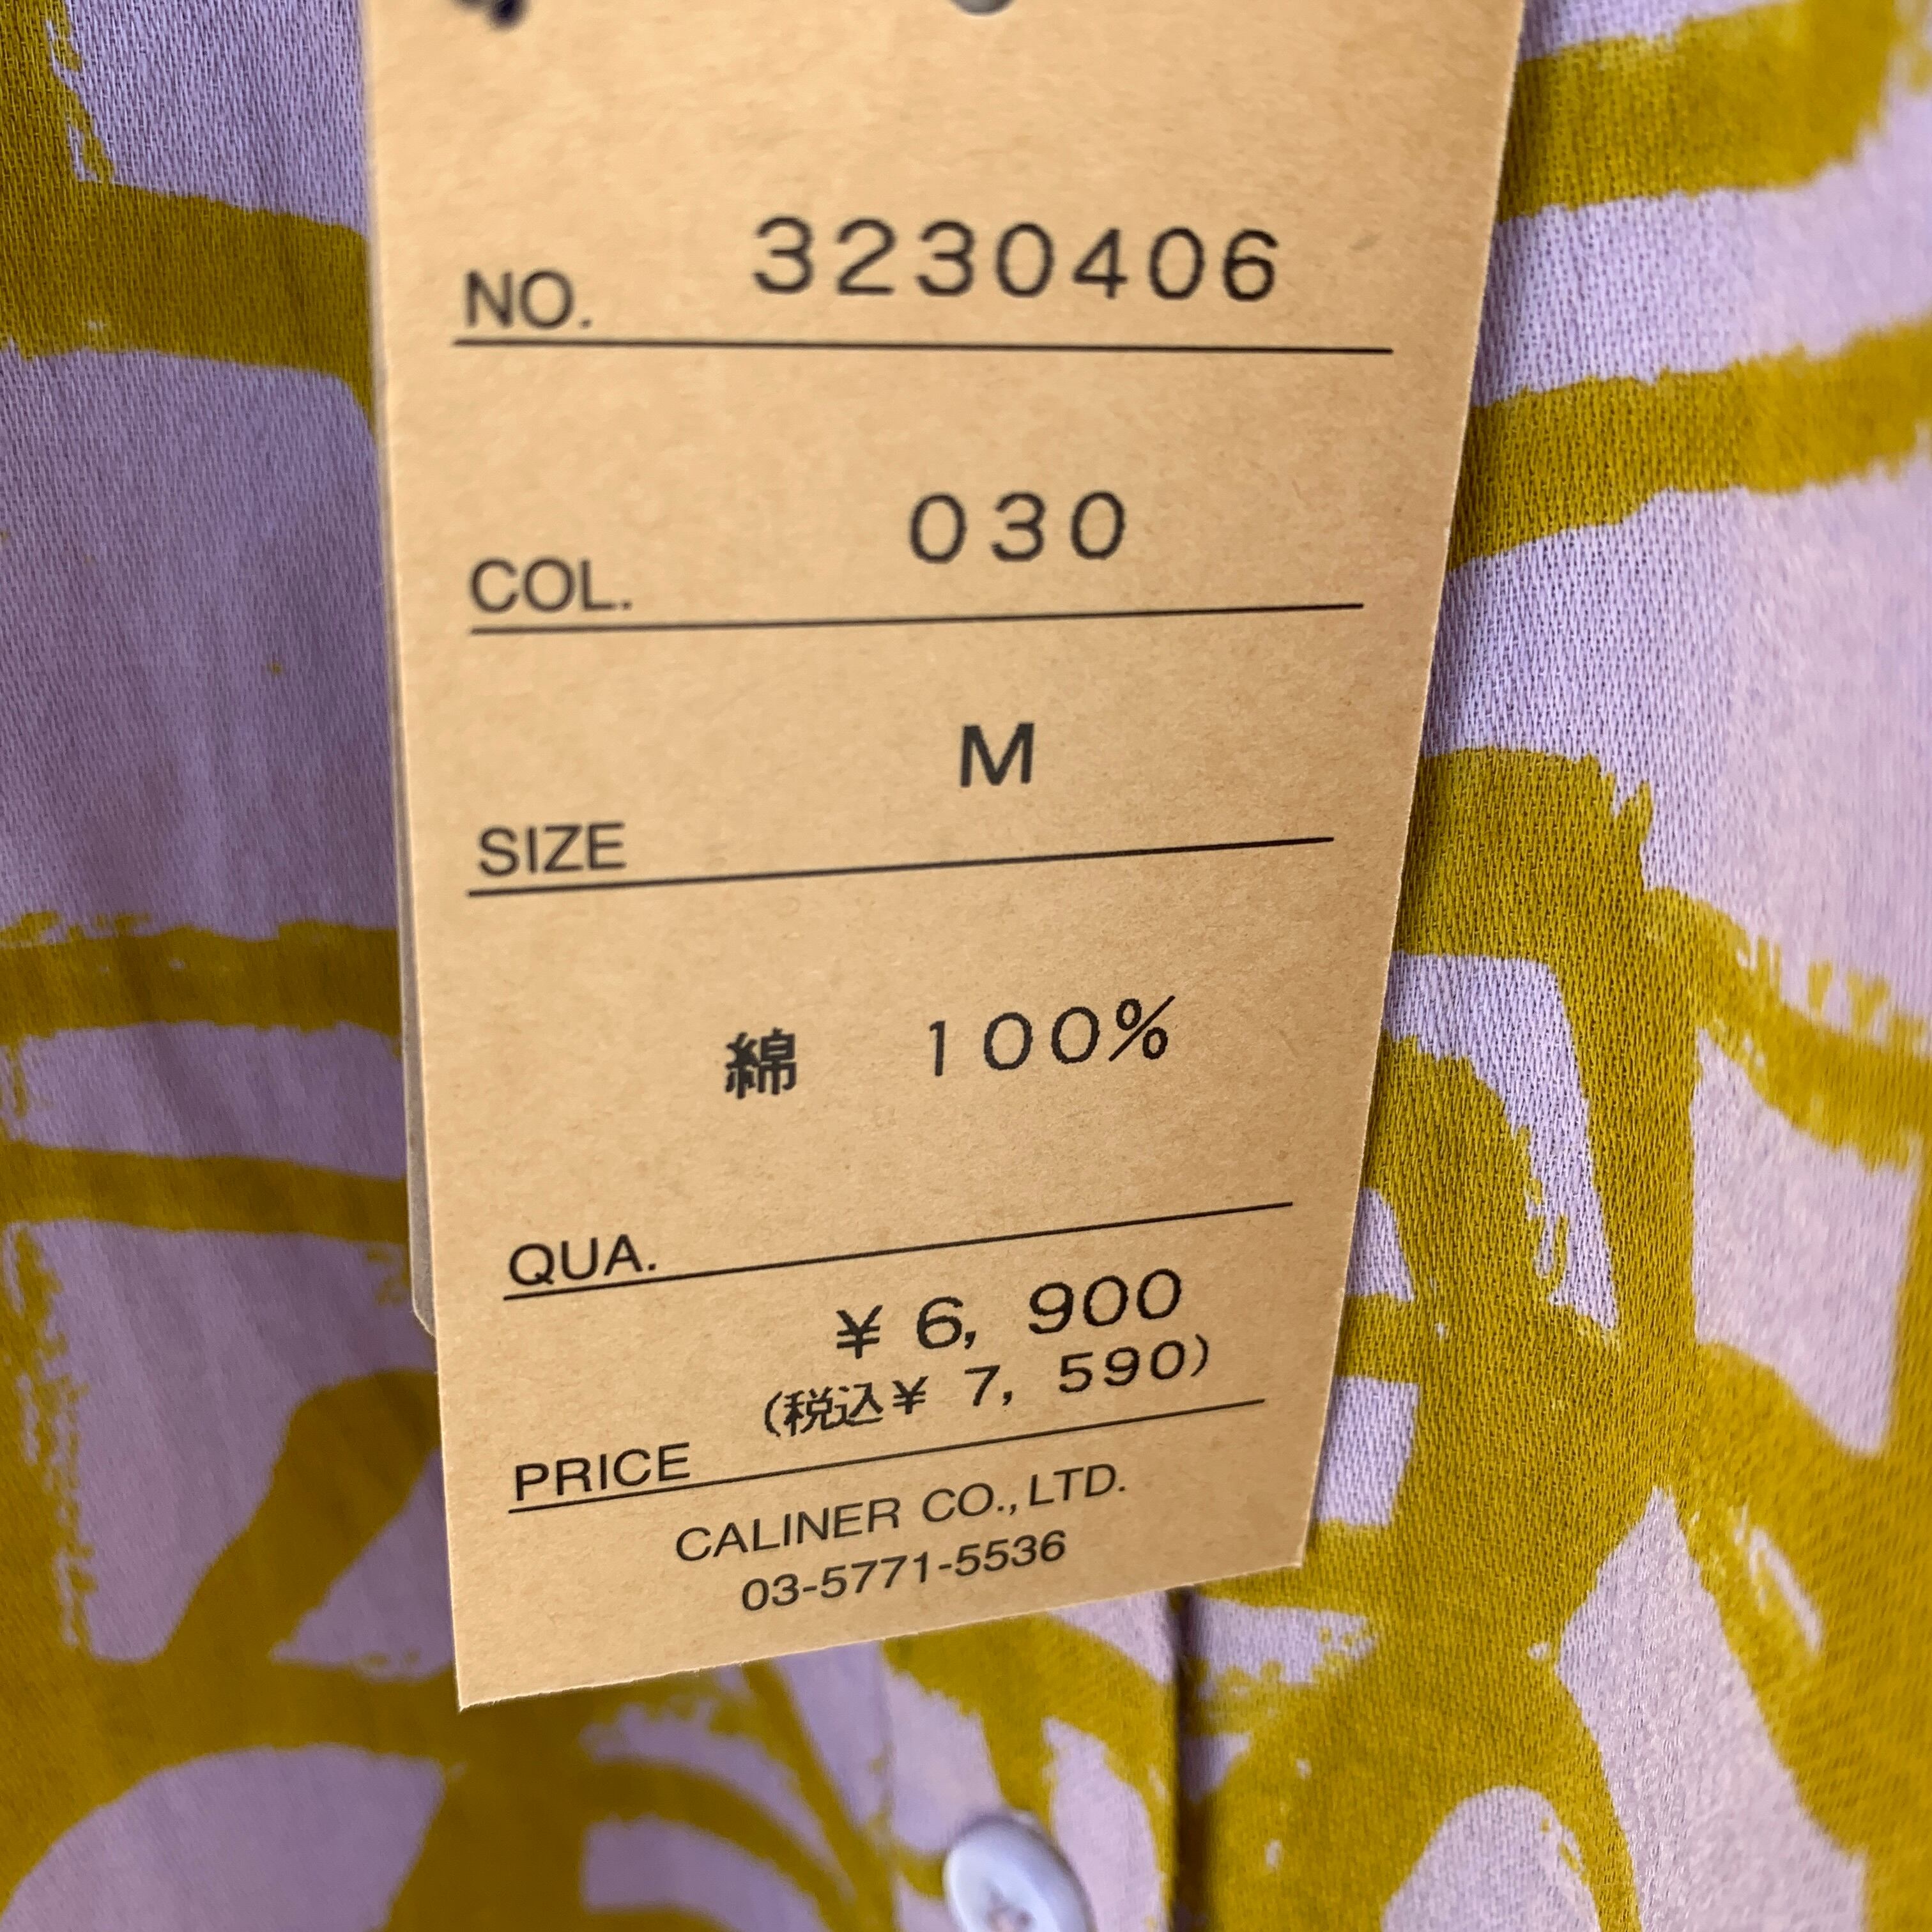 NO. 3230406
COL. 030
SIZE M
綿 100%
QUA.
¥6,900
(税込¥ 7,590)
PRICE
CALINER CO.,LTD.
03-5771-5536